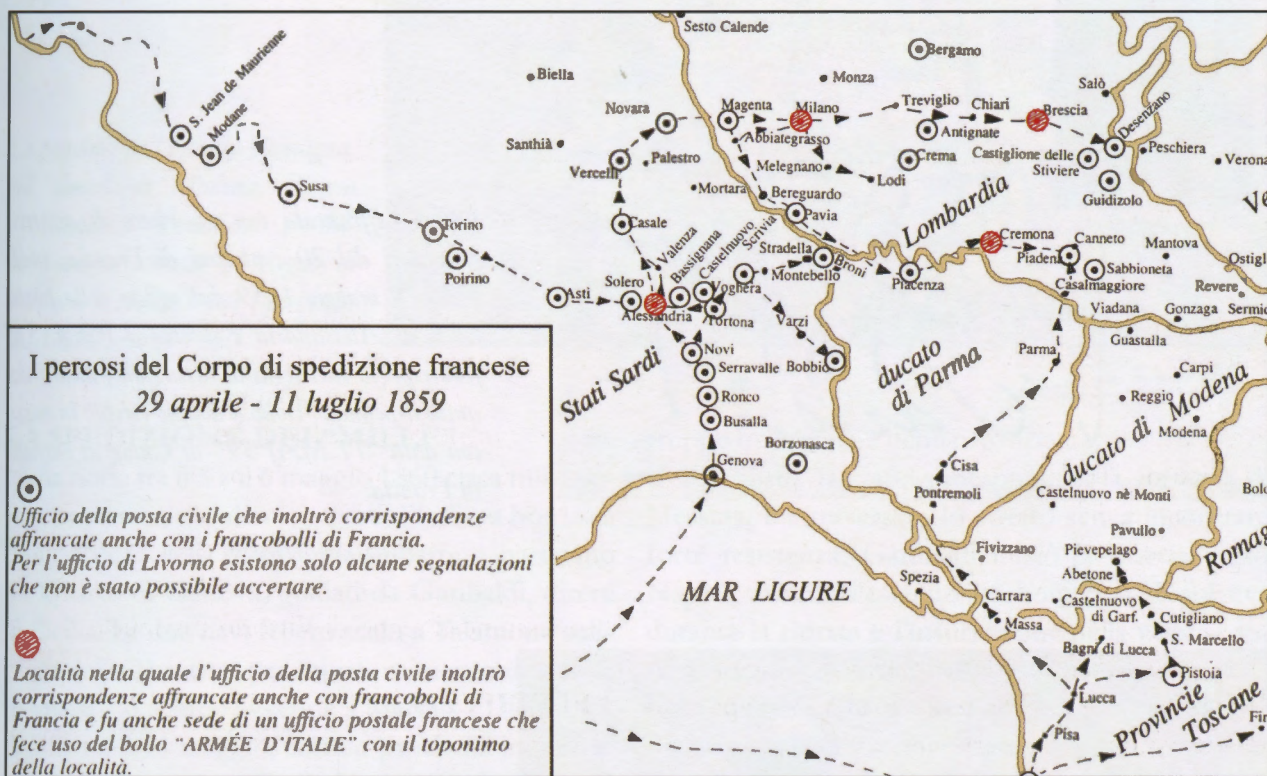 Sesto Calende
Bergamo
Biella
Monza
Salò
S. Jean de Maurienne
Modane
Novara
Magenta
Milano
Treviglio
Chiari
Brescia
Desenzano
Abbiategrasso
Antignate
Peschiera
Santhià
Palestro
Vercelli
Melegnano
Crema
Castiglione delle
Stiviere
Verona
Mortara
Lodi
Guidizolo
Susa
Bereguardo
Pavia
Lombardia
Ve
Torino
Casale
Poirino
Valenza
Bassignana
Castelnuovo
Scrivia
Stradella
Broni
Montebello
Cremona
Canneto
Piadena
Mantova
Sabbioneta
Ostigli
Piacenza
Casalmaggiore
Revere
Sermid
Asti
Solero
Alessandria
Voghera
Tortona
Varzi
Viadana
Gonzaga
Guastalla
Novi
Serravalle
Bobbio
Parma
Stati Sardi
ducato
di Parma
Ronco
Busalla
Carpi
Reggio
Modena
ducato di Modena
Genova
Borzonasca
Cisa
Pontremoli
Castelnuovo nè Monti
Bolo
Pavullo
Fivizzano
Pievepelago
Abetone
Romag
MAR LIGURE
Spezia
Carrara
Massa
Castelnuovo
di Garf.
Cutigliano
S. Marcello
Bagni di Lucca
Lucca
Pistoia
Pisa
Provincie
Toscane
Fir
I percosi del Corpo di spedizione francese
29 aprile - 11 luglio 1859
Ufficio della posta civile che inoltrò corrispondenze
affrancate anche con i francobolli di Francia.
Per l'ufficio di Livorno esistono solo alcune segnalazioni
che non è stato possibile accertare.
Località nella quale l'ufficio della posta civile inoltrò
corrispondenze affrancate anche con francobolli di
Francia e fu anche sede di un ufficio postale francese che
fece uso del bollo "ARMÉE D'ITALIE" con il toponimo
della località.